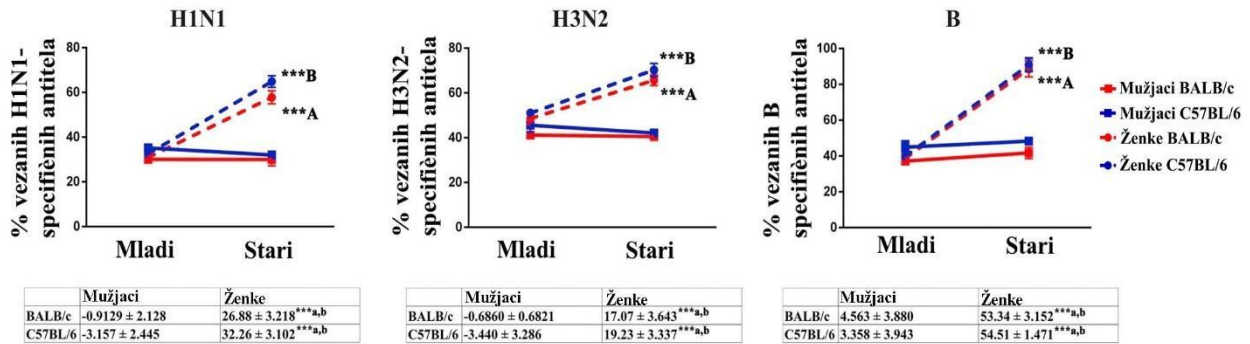 H1N1
% vezanih H1N1-
specifiènih antitela
80
60
40
20
0
***B
***A
Mladi
Stari
H3N2
% vezanih H3N2-
specifiènih antitela
80
60
40
20
0
***B
***A
Mladi
Stari
B
% vezanih B
specifiènih antitela
100
80
60
40
20
0
***B
***A
Mladi
Stari
Mužjaci BALB/c
Mužjaci C57BL/6
Ženke BALB/c
Ženke C57BL/6
Mužjaci Ženke
BALB/c -0.9129 ± 2.128 26.88 ± 3.218***a,b
C57BL/6 -3.157 ± 2.445 32.26 ± 3.102***a,b
Mužjaci Ženke
BALB/c -0.6860 ± 0.6821 17.07 ± 3.643***a,b
C57BL/6 -3.440 ± 3.286 19.23 ± 3.337***a,b
Mužjaci Ženke
BALB/c 4.563 ± 3.880 53.34 ± 3.152***a,b
C57BL/6 3.358 ± 3.943 54.51 ± 1.471***a,b